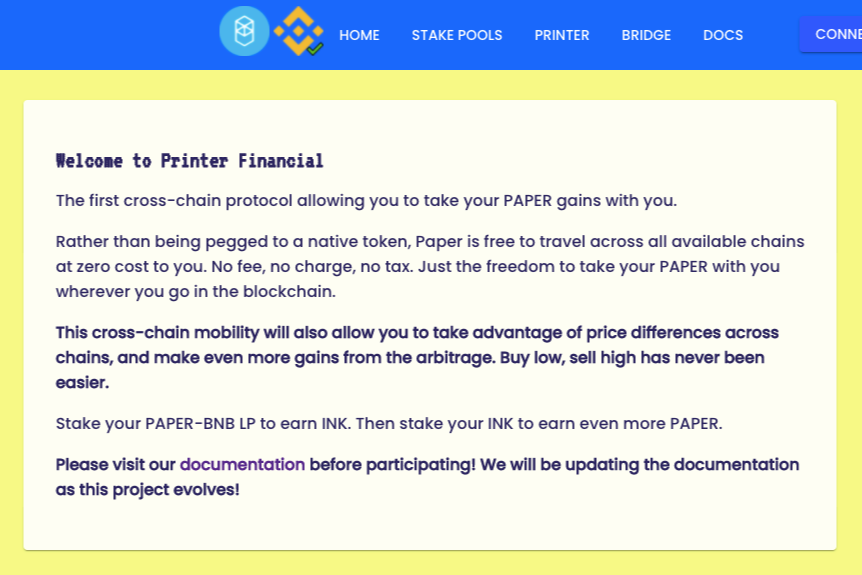 HOME STAKE POOLS PRINTER BRIDGE DOCS
Welcome to Printer Financial
The first cross-chain protocol allowing you to take your PAPER gains with you.
Rather than being pegged to a native token, Paper is free to travel across all available chains
at zero cost to you. No fee, no charge, no tax. Just the freedom to take your PAPER with you
wherever you go in the blockchain.
This cross-chain mobility will also allow you to take advantage of price differences across
chains, and make even more gains from the arbitrage. Buy low, sell high has never been
easier.
Stake your PAPER-BNB LP to earn INK. Then stake your INK to earn even more PAPER.
Please visit our documentation before participating! We will be updating the documentation
as this project evolves!